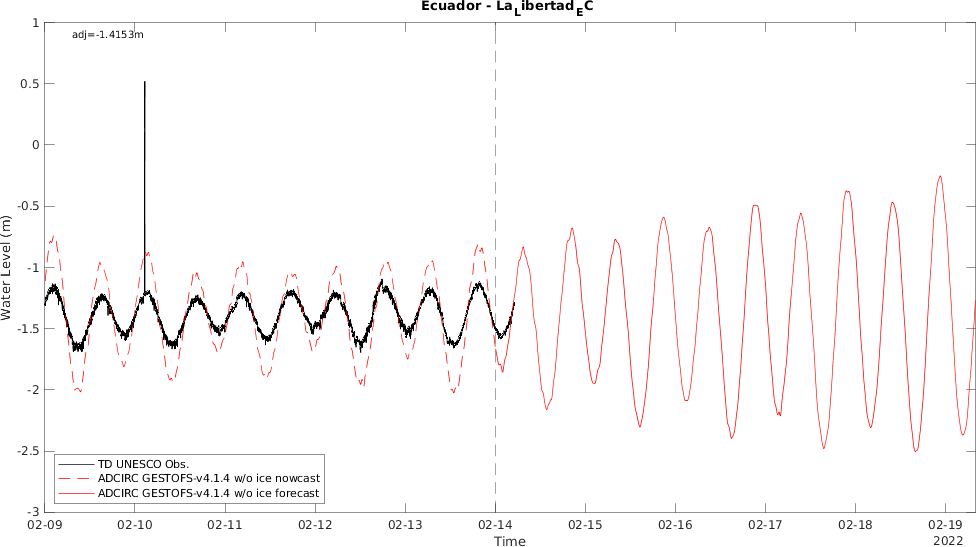 Ecuador - LaLibertadEC
adj=-1.4153m
1
0.5
0
-0.5
-1
-1.5
-2
-2.5
-3
Water Level (m)
TD UNESCO Obs.
ADCIRC GESTOFS-v4.1.4 w/o ice nowcast
ADCIRC GESTOFS-v4.1.4 w/o ice forecast
02-09 02-10 02-11 02-12 02-13 02-14 02-15 02-16 02-17 02-18 02-19
Time
2022